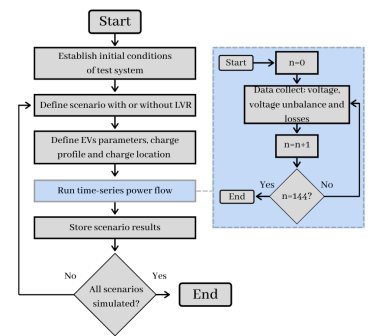 Start
Establish initial conditions
of test system
Define scenario with or without LVR
Define EVs parameters, charge
profile and charge location
Run time-series power flow
Store scenario results
No
Yes
All scenarios
simulated?
End
Start
n=0
Data collect: voltage,
voltage unbalance and
losses
n=n+1
Yes
No
End
n=144?